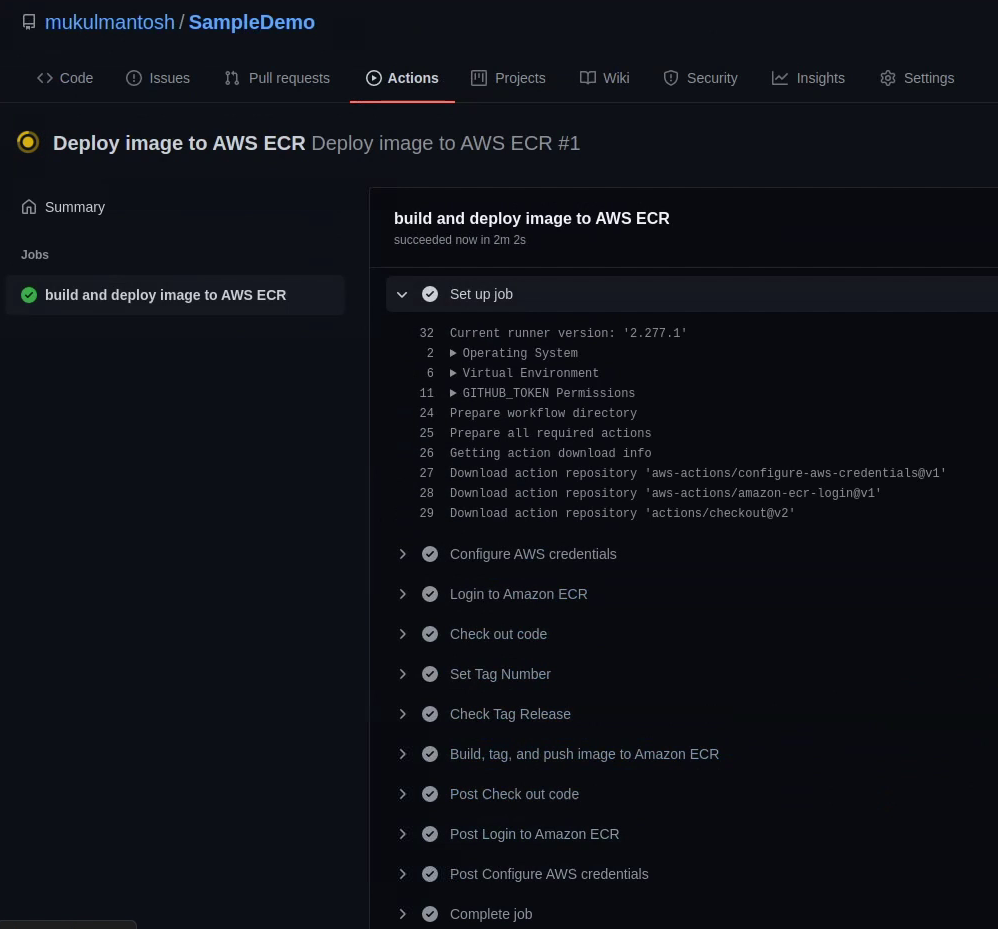 mukulmantosh / SampleDemo
Code Issues Pull requests Actions Projects Wiki Security Insights Settings
Deploy image to AWS ECR Deploy image to AWS ECR #1
Summary
Jobs
build and deploy image to AWS ECR
build and deploy image to AWS ECR
succeeded now in 2m 2s
Set up job
32 Current runner version: '2.277.1'
2 Operating System
6 Virtual Environment
11 GITHUB_TOKEN Permissions
24 Prepare workflow directory
25 Prepare all required actions
26 Getting action download info
27 Download action repository 'aws-actions/configure-aws-credentials@v1'
28 Download action repository 'aws-actions/amazon-ecr-login@v1'
29 Download action repository 'actions/checkout@v2'
Configure AWS credentials
Login to Amazon ECR
Check out code
Set Tag Number
Check Tag Release
Build, tag, and push image to Amazon ECR
Post Check out code
Post Login to Amazon ECR
Post Configure AWS credentials
Complete job